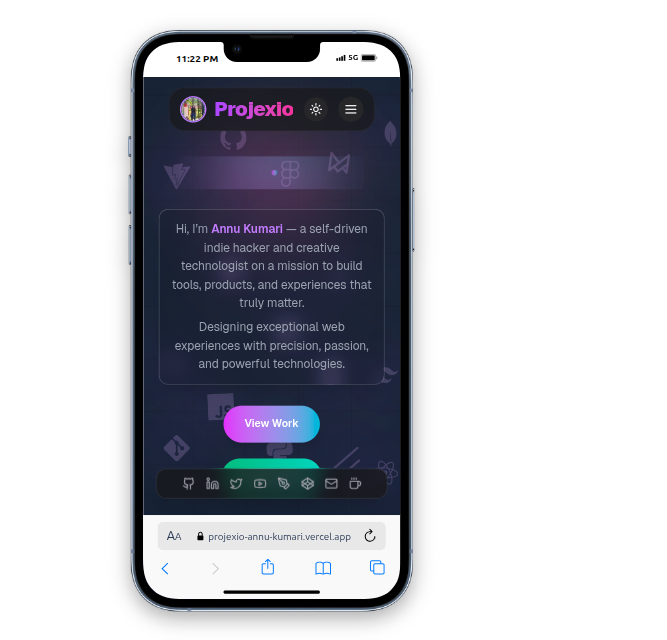 11:22 PM
5G
Projexio
Hi, I'm Annu Kumari — a self-driven
indie hacker and creative
technologist on a mission to build
tools, products, and experiences that
truly matter.
Designing exceptional web
experiences with precision, passion,
and powerful technologies.
JS
View Work
AA
projexio-annu-kumari.vercel.app